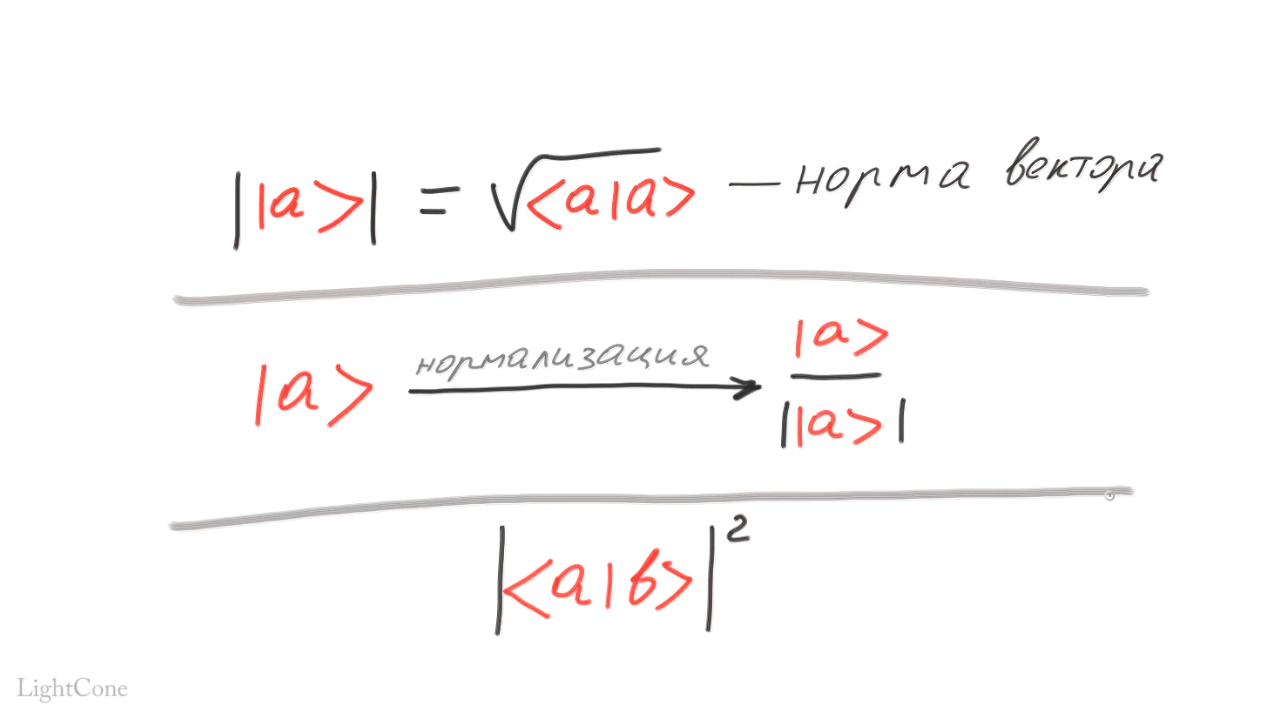 ||a>| = √<a|a> — норма вектора
|a> нормализация → |a> / ||a>|
|<a|b>|²
LightCone